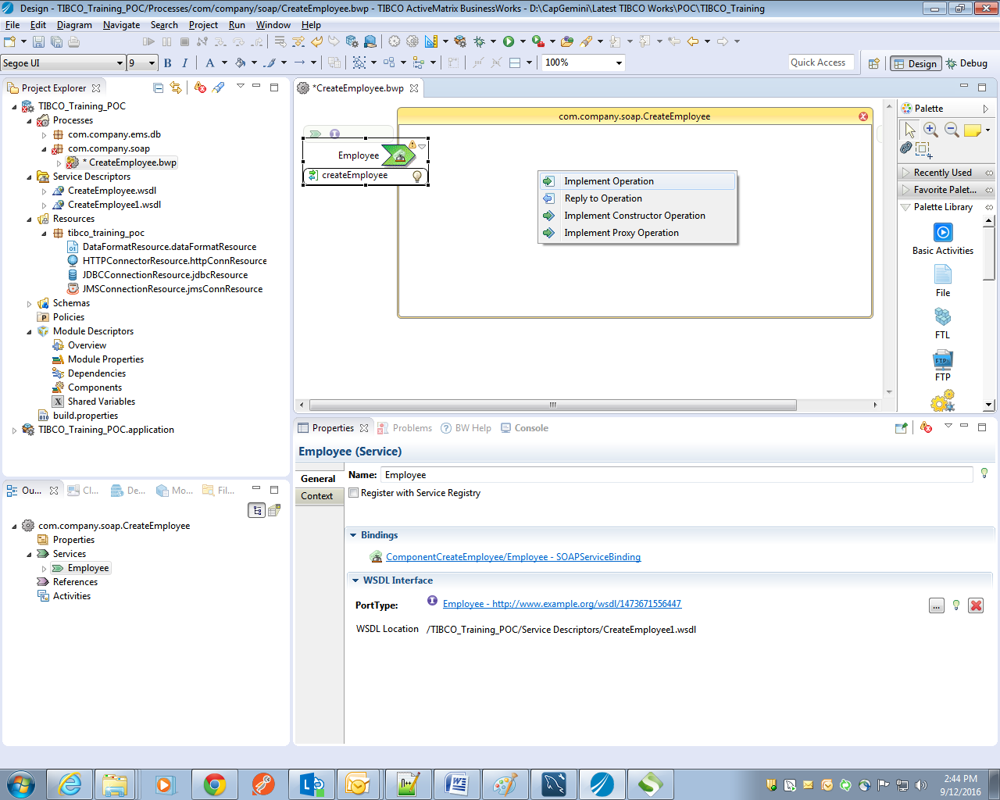 Design - TIBCO_Training_POC/Processes/com/company/soap/CreateEmployee.bwp - TIBCO ActiveMatrix BusinessWorks - D:\CapGemini\Latest TIBCO Works\POC\TIBCO_Training
File Edit Diagram Navigate Search Project Run Window Help
Segoe UI 9 B I A 100% Quick Access Design Debug
Project Explorer
TIBCO_Training_POC
Processes
com.company.ems.db
com.company.soap
* CreateEmployee.bwp
Service Descriptors
CreateEmployee.wsdl
CreateEmployee1.wsdl
Resources
tibco_training_poc
DataFormatResource.dataFormatResource
HTTPConnectorResource.httpConnResource
JDBCConnectionResource.jdbcResource
JMSConnectionResource.jmsConnResource
Schemas
Policies
Module Descriptors
Overview
Module Properties
Dependencies
Components
Shared Variables
build.properties
TIBCO_Training_POC.application
Ou... Cl... De... Mo... Fil...
com.company.soap.CreateEmployee
Properties
Services
Employee
References
Activities
*CreateEmployee.bwp
com.company.soap.CreateEmployee
Employee
createEmployee
Implement Operation
Reply to Operation
Implement Constructor Operation
Implement Proxy Operation
Palette
Recently Used
Favorite Palet...
Palette Library
Basic Activities
File
FTL
FTP
FTP
Properties Problems BW Help Console
Employee (Service)
General
Context
Name: Employee
Register with Service Registry
Bindings
ComponentCreateEmployee/Employee - SOAPServiceBinding
WSDL Interface
PortType: Employee - http://www.example.org/wsdl/1473671556447 ...
WSDL Location /TIBCO_Training_POC/Service Descriptors/CreateEmployee1.wsdl
2:44 PM
9/12/2016